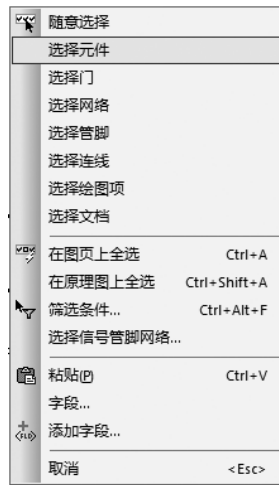 随意选择
选择元件
选择门
选择网络
选择管脚
选择连线
选择绘图项
选择文档
在图页上全选 Ctrl+A
在原理图上全选 Ctrl+Shift+A
筛选条件... Ctrl+Alt+F
选择信号管脚网络...
粘贴(P) Ctrl+V
字段...
添加字段...
取消 <Esc>